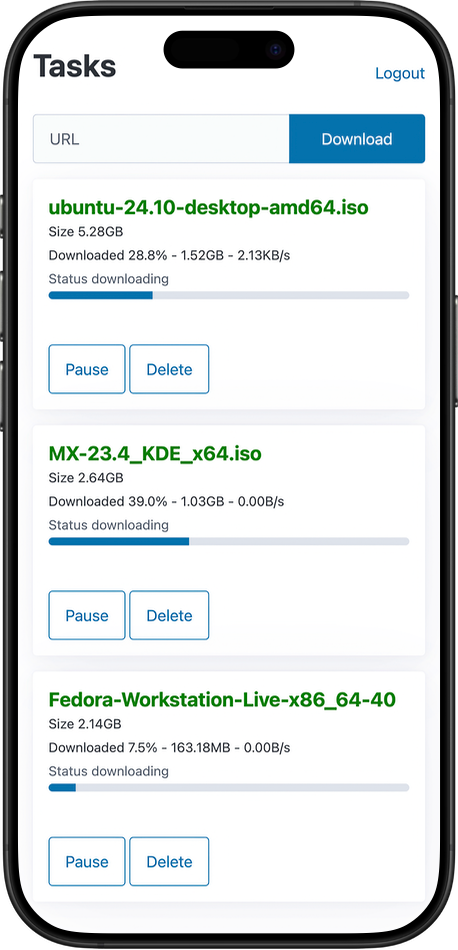 Tasks
Logout
URL
Download
ubuntu-24.10-desktop-amd64.iso
Size 5.28GB
Downloaded 28.8% - 1.52GB - 2.13KB/s
Status downloading
Pause
Delete
MX-23.4_KDE_x64.iso
Size 2.64GB
Downloaded 39.0% - 1.03GB - 0.00B/s
Status downloading
Pause
Delete
Fedora-Workstation-Live-x86_64-40
Size 2.14GB
Downloaded 7.5% - 163.18MB - 0.00B/s
Status downloading
Pause
Delete